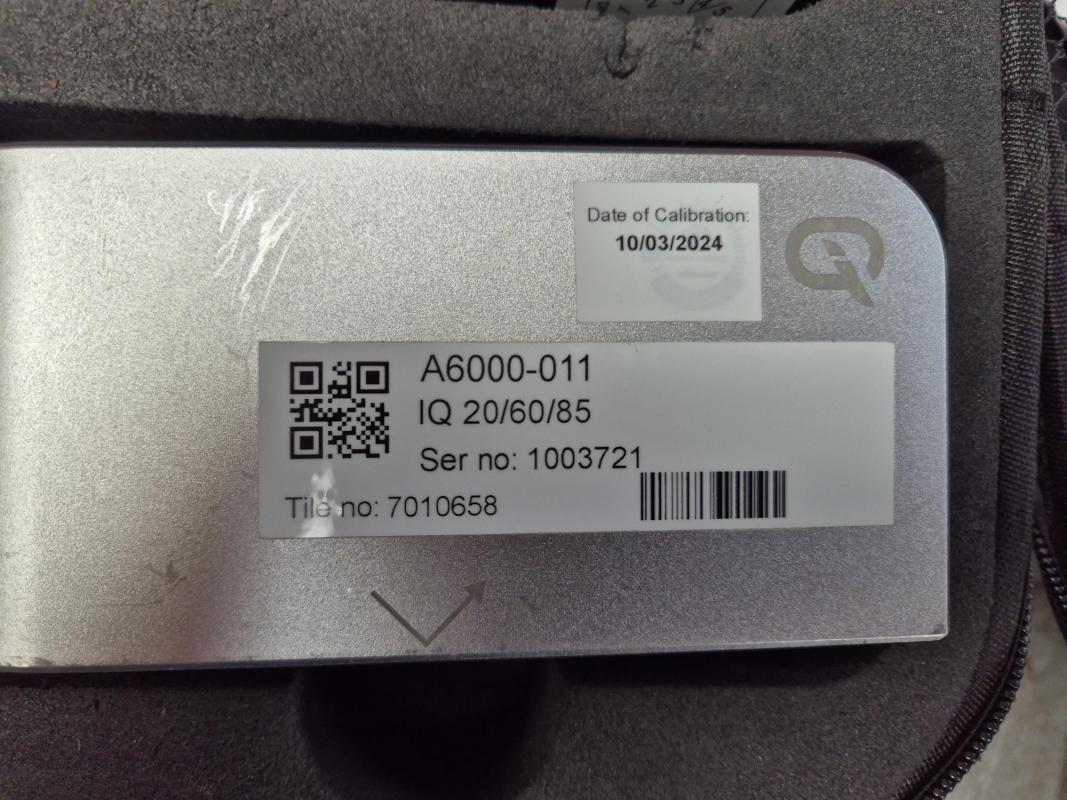 Date of Calibration:
10/03/2024
A6000-011
IQ 20/60/85
Ser no: 1003721
Tile no: 7010658